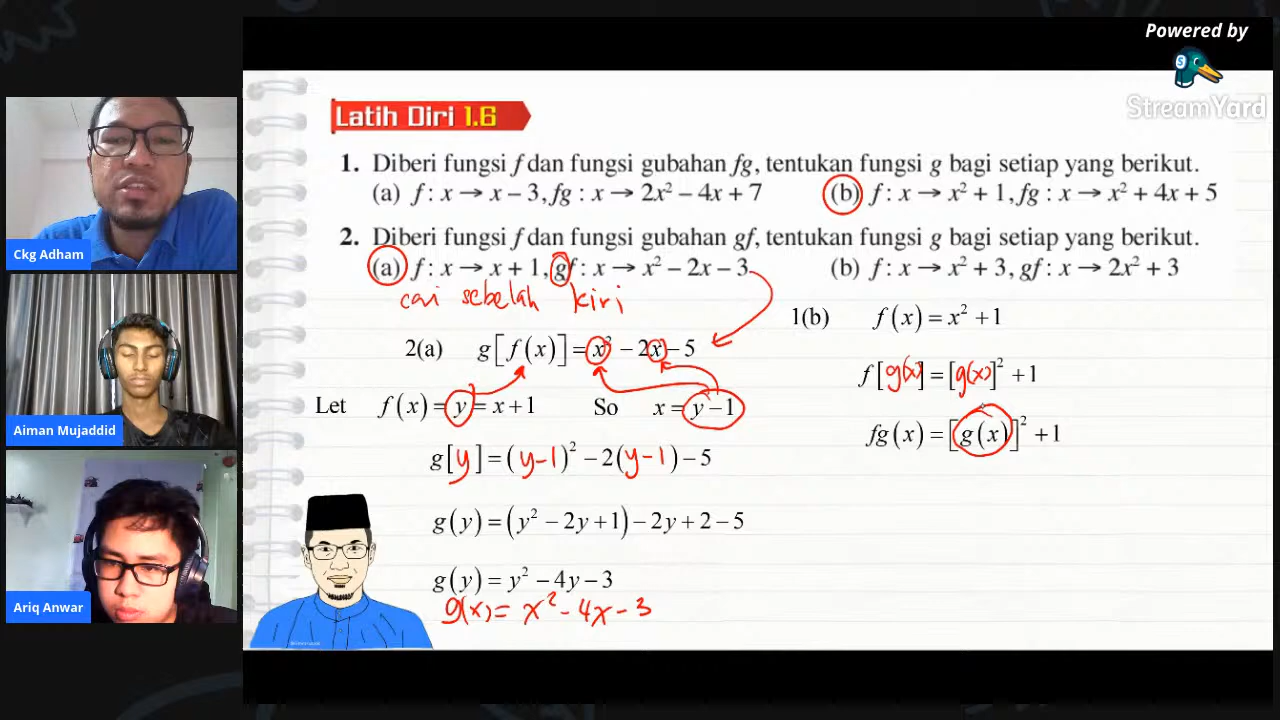 Powered by
S
StreamYard
Latih Diri 1.6
1. Diberi fungsi f dan fungsi gubahan fg, tentukan fungsi g bagi setiap yang berikut.
(a) f : x → x − 3, fg : x → 2x² − 4x + 7 (b) f : x → x² + 1, fg : x → x² + 4x + 5
2. Diberi fungsi f dan fungsi gubahan gf, tentukan fungsi g bagi setiap yang berikut.
(a) f : x → x + 1, gf : x → x² − 2x − 3 (b) f : x → x² + 3, gf : x → 2x² + 3
cari sebelah kiri
2(a) g[f(x)] = x² − 2x − 5
Let f(x) = y = x + 1 So x = y − 1
g[y] = (y−1)² − 2(y−1) − 5
g(y) = (y² − 2y + 1) − 2y + 2 − 5
g(y) = y² − 4y − 3
g(x) = x² − 4x − 3
1(b) f(x) = x² + 1
f[g(x)] = [g(x)]² + 1
fg(x) = [g(x)]² + 1
Ckg Adham
Aiman Mujaddid
Ariq Anwar